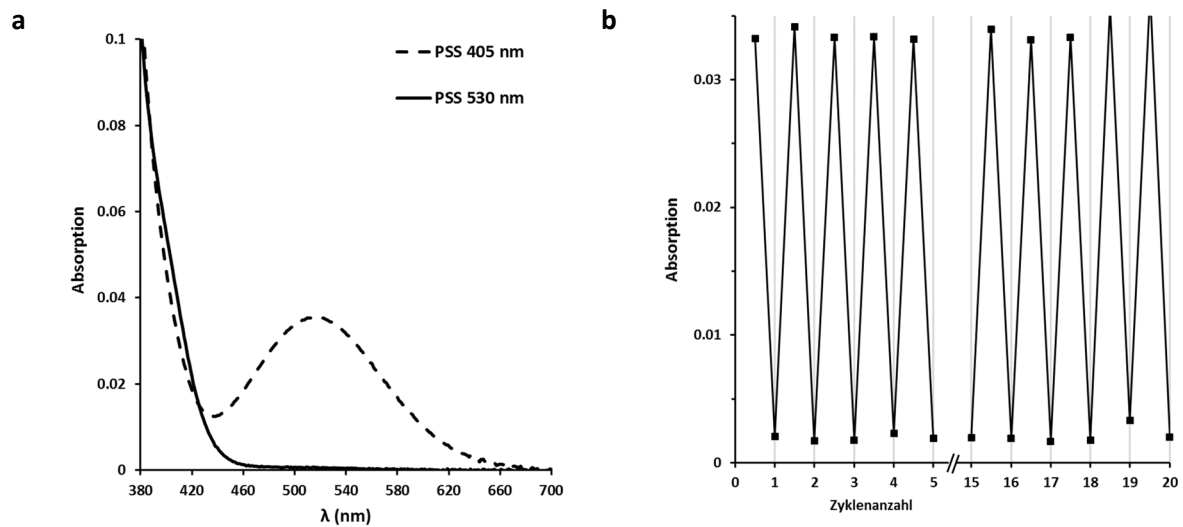 a
0.1
0.08
0.06
0.04
0.02
0
Absorption
PSS 405 nm
PSS 530 nm
380 420 460 500 540 580 620 660 700
λ (nm)
b
0.03
0.02
0.01
0
Absorption
0 1 2 3 4 5 15 16 17 18 19 20
Zyklenanzahl